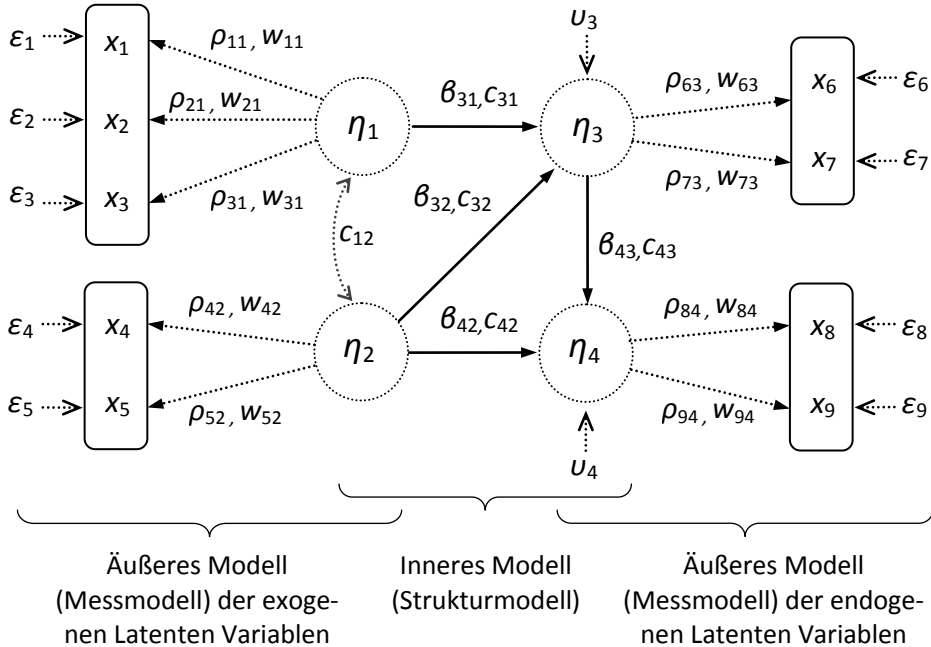 ε1 x1 ρ11, w11
ε2 x2 ρ21, w21
ε3 x3 ρ31, w31
η1
β31,c31
υ3
η3
ρ63, w63 x6 ε6
ρ73, w73 x7 ε7
c12
β32,c32
β43,c43
ε4 x4 ρ42, w42
ε5 x5 ρ52, w52
η2
β42,c42
η4
υ4
ρ84, w84 x8 ε8
ρ94, w94 x9 ε9
Äußeres Modell
(Messmodell) der exoge-
nen Latenten Variablen
Inneres Modell
(Strukturmodell)
Äußeres Modell
(Messmodell) der endoge-
nen Latenten Variablen